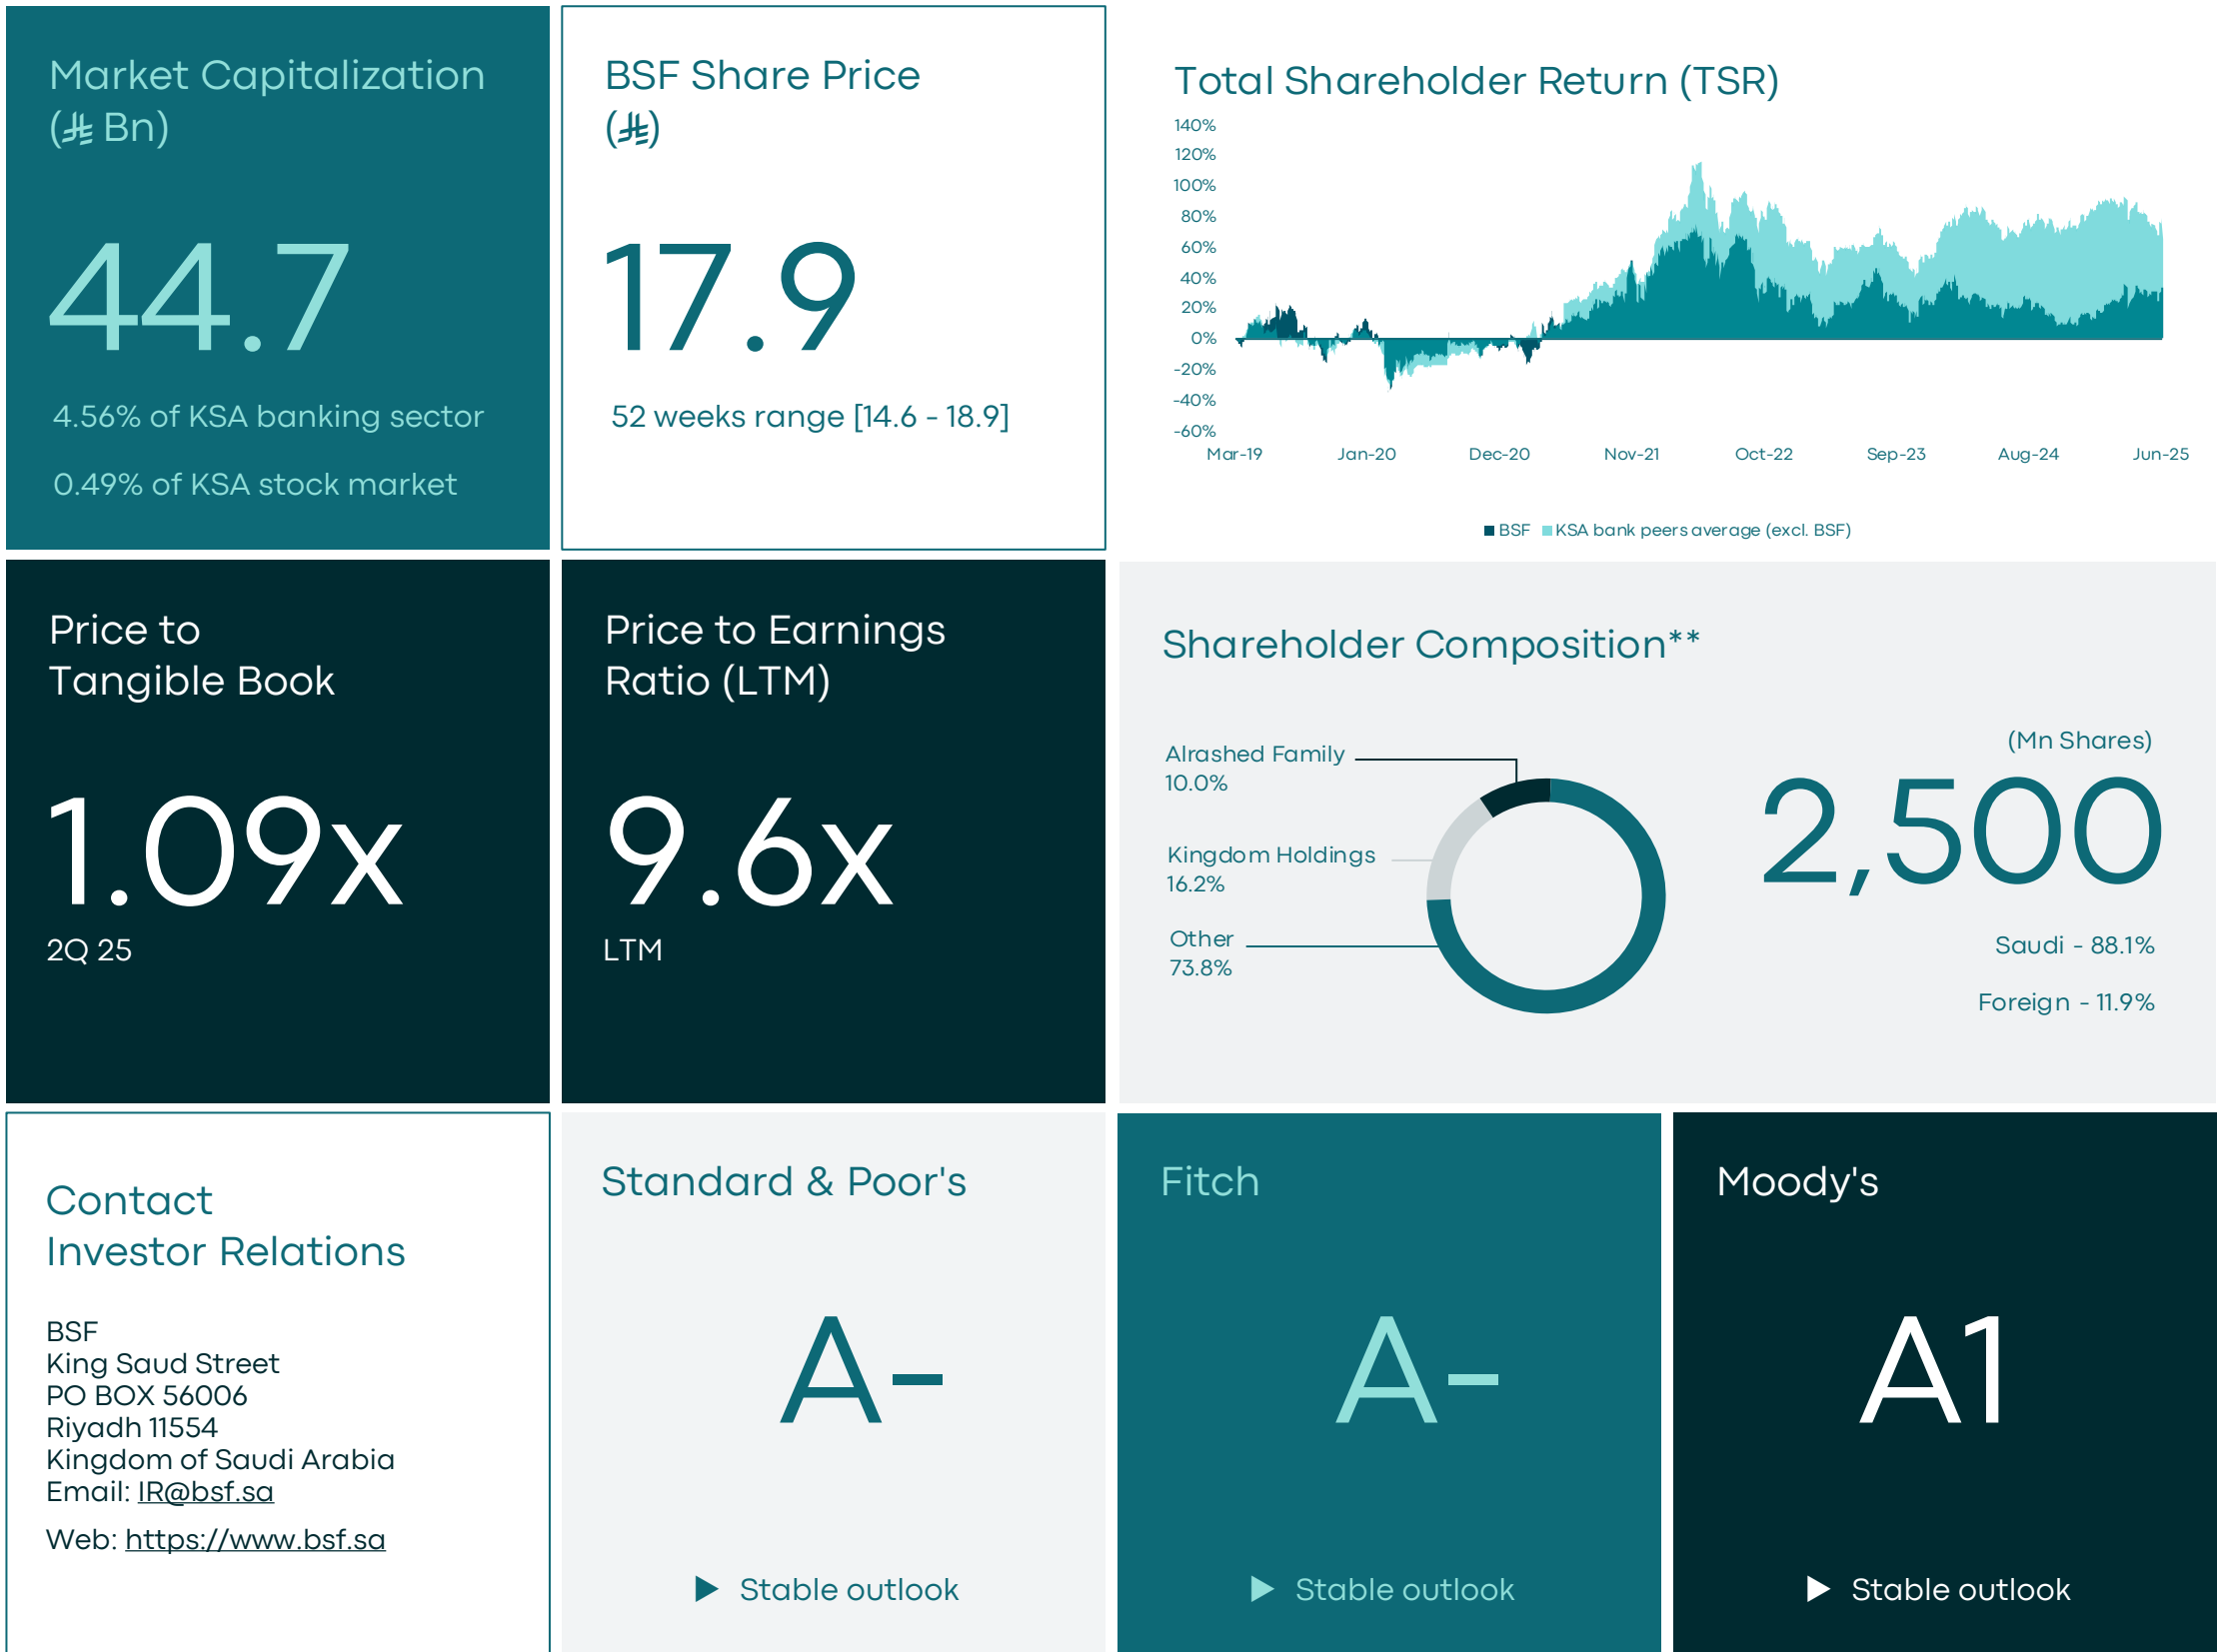 Market Capitalization
(⃁ Bn)
44.7
4.56% of KSA banking sector
0.49% of KSA stock market
BSF Share Price
(⃁)
17.9
52 weeks range [14.6 - 18.9]
Total Shareholder Return (TSR)
140%
120%
100%
80%
60%
40%
20%
0%
-20%
-40%
-60%
Mar-19 Jan-20 Dec-20 Nov-21 Oct-22 Sep-23 Aug-24 Jun-25
BSF KSA bank peers average (excl. BSF)
Price to
Tangible Book
1.09x
2Q 25
Price to Earnings
Ratio (LTM)
9.6x
LTM
Shareholder Composition**
Alrashed Family
10.0%
Kingdom Holdings
16.2%
Other
73.8%
(Mn Shares)
2,500
Saudi - 88.1%
Foreign - 11.9%
Contact
Investor Relations
BSF
King Saud Street
PO BOX 56006
Riyadh 11554
Kingdom of Saudi Arabia
Email: IR@bsf.sa
Web: https://www.bsf.sa
Standard & Poor's
A-
Stable outlook
Fitch
A-
Stable outlook
Moody's
A1
Stable outlook